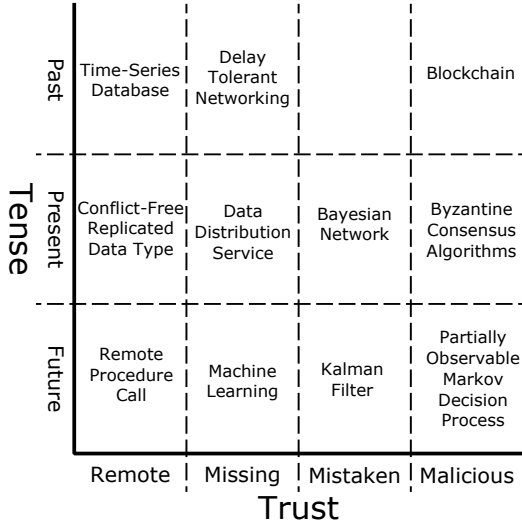 Past
Time-Series
Database
Delay
Tolerant
Networking
Blockchain
Tense
Present
Conflict-Free
Replicated
Data Type
Data
Distribution
Service
Bayesian
Network
Byzantine
Consensus
Algorithms
Future
Remote
Procedure
Call
Machine
Learning
Kalman
Filter
Partially
Observable
Markov
Decision
Process
Remote
Missing
Mistaken
Malicious
Trust